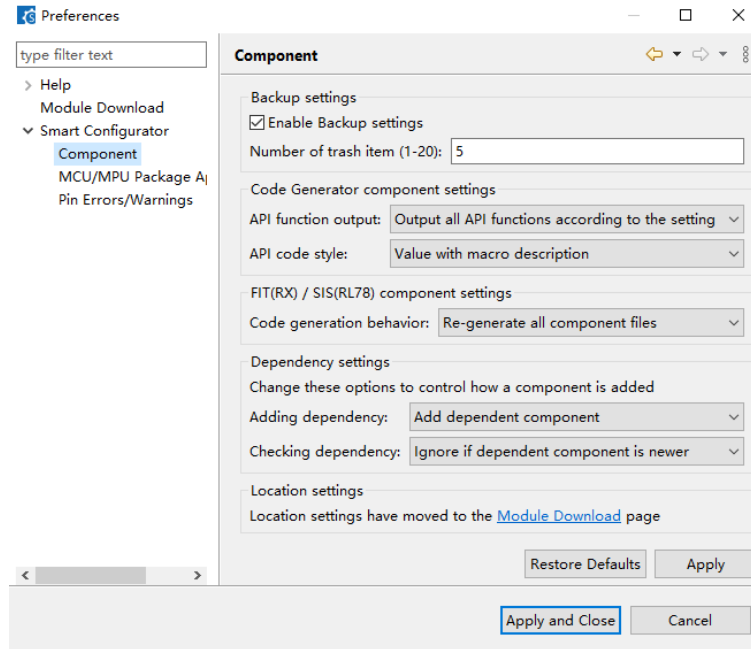 Preferences
type filter text
Component
Help
Module Download
Smart Configurator
Component
MCU/MPU Package A
Pin Errors/Warnings
Backup settings
Enable Backup settings
Number of trash item (1-20): 5
Code Generator component settings
API function output: Output all API functions according to the setting
API code style: Value with macro description
FIT(RX) / SIS(RL78) component settings
Code generation behavior: Re-generate all component files
Dependency settings
Change these options to control how a component is added
Adding dependency: Add dependent component
Checking dependency: Ignore if dependent component is newer
Location settings
Location settings have moved to the Module Download page
Restore Defaults Apply
Apply and Close Cancel